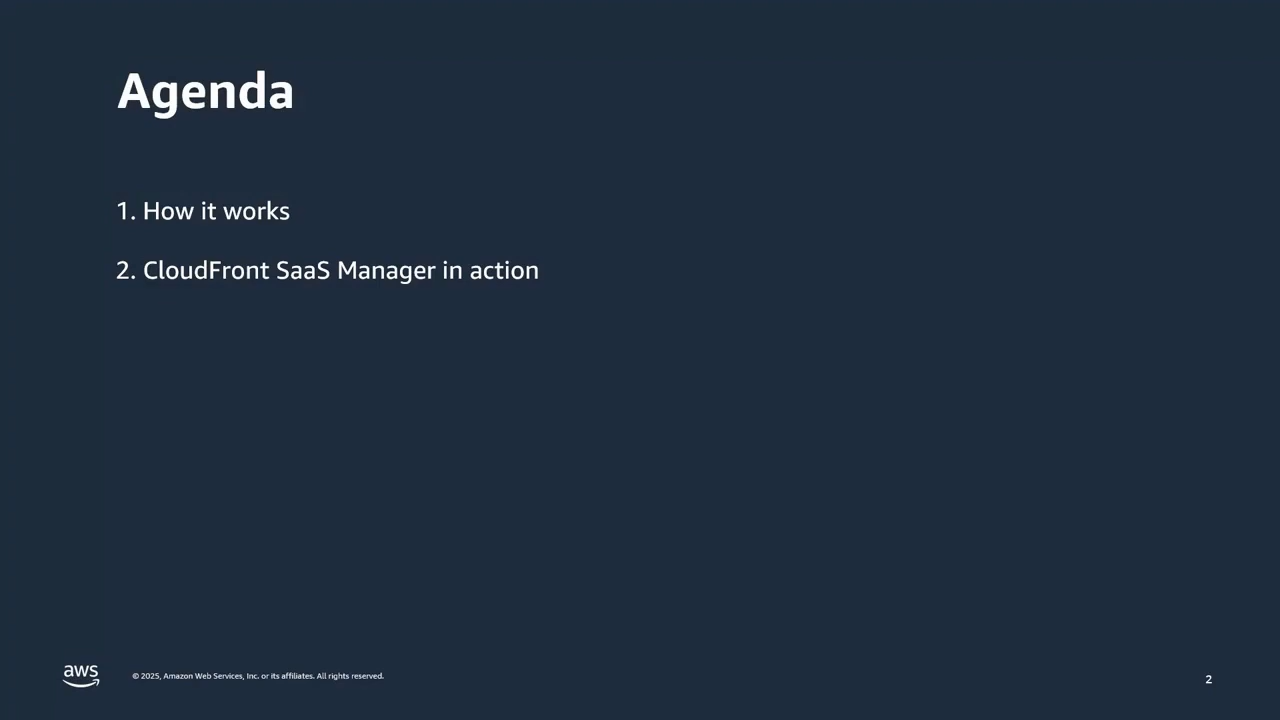 Agenda
1. How it works
2. CloudFront SaaS Manager in action
aws
© 2025, Amazon Web Services, Inc. or its affiliates. All rights reserved.
2